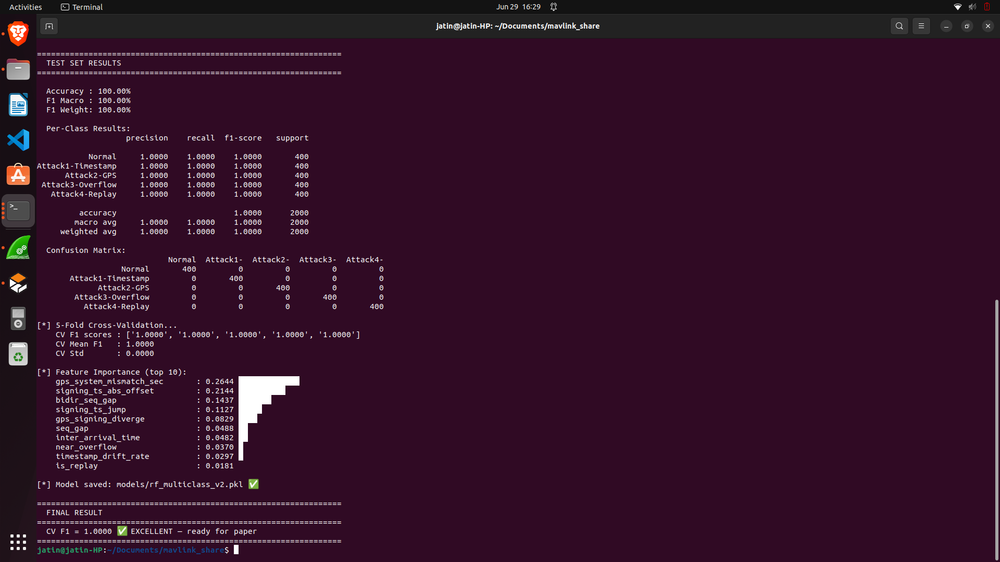 Activities
Terminal
Jun 29 16:29
jatin@jatin-HP: ~/Documents/mavlink_share
=================================================================
TEST SET RESULTS
=================================================================
Accuracy : 100.00%
F1 Macro : 100.00%
F1 Weight: 100.00%
Per-Class Results:
precision recall f1-score support
Normal 1.0000 1.0000 1.0000 400
Attack1-Timestamp 1.0000 1.0000 1.0000 400
Attack2-GPS 1.0000 1.0000 1.0000 400
Attack3-Overflow 1.0000 1.0000 1.0000 400
Attack4-Replay 1.0000 1.0000 1.0000 400
accuracy 1.0000 2000
macro avg 1.0000 1.0000 1.0000 2000
weighted avg 1.0000 1.0000 1.0000 2000
Confusion Matrix:
Normal Attack1- Attack2- Attack3- Attack4-
Normal 400 0 0 0 0
Attack1-Timestamp 0 400 0 0 0
Attack2-GPS 0 0 400 0 0
Attack3-Overflow 0 0 0 400 0
Attack4-Replay 0 0 0 0 400
[*] 5-Fold Cross-Validation...
CV F1 scores : ['1.0000', '1.0000', '1.0000', '1.0000', '1.0000']
CV Mean F1 : 1.0000
CV Std : 0.0000
[*] Feature Importance (top 10):
gps_system_mismatch_sec : 0.2644
signing_ts_abs_offset : 0.2144
bidir_seq_gap : 0.1437
signing_ts_jump : 0.1127
gps_signing_diverge : 0.0829
seq_gap : 0.0488
inter_arrival_time : 0.0482
near_overflow : 0.0370
timestamp_drift_rate : 0.0297
is_replay : 0.0181
[*] Model saved: models/rf_multiclass_v2.pkl ✅
=================================================================
FINAL RESULT
=================================================================
CV F1 = 1.0000 ✅ EXCELLENT — ready for paper
=================================================================
jatin@jatin-HP:~/Documents/mavlink_share$